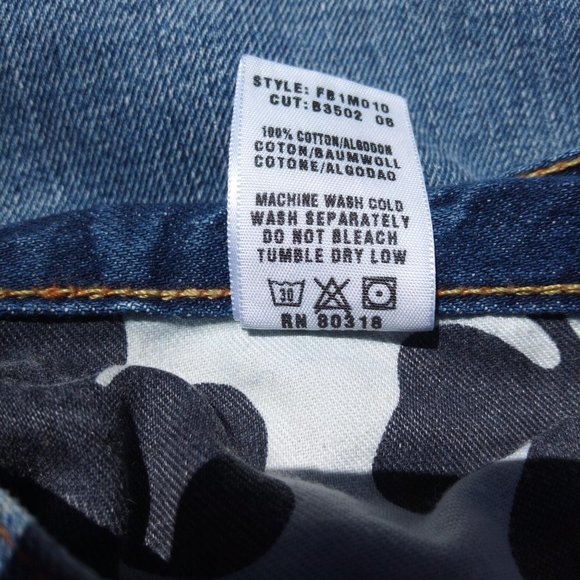 STYLE: FB1M010
CUT: B3502 06
100% COTTON/ALGODON
COTON/BAUMWOLL
COTONE/ALGODAO
MACHINE WASH COLD
WASH SEPARATELY
DO NOT BLEACH
TUMBLE DRY LOW
30
RN 80318